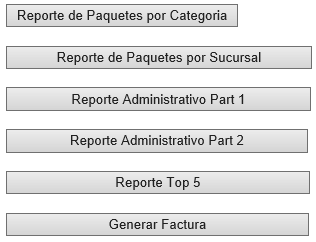 Reporte de Paquetes por Categoria
Reporte de Paquetes por Sucursal
Reporte Administrativo Part 1
Reporte Administrativo Part 2
Reporte Top 5
Generar Factura